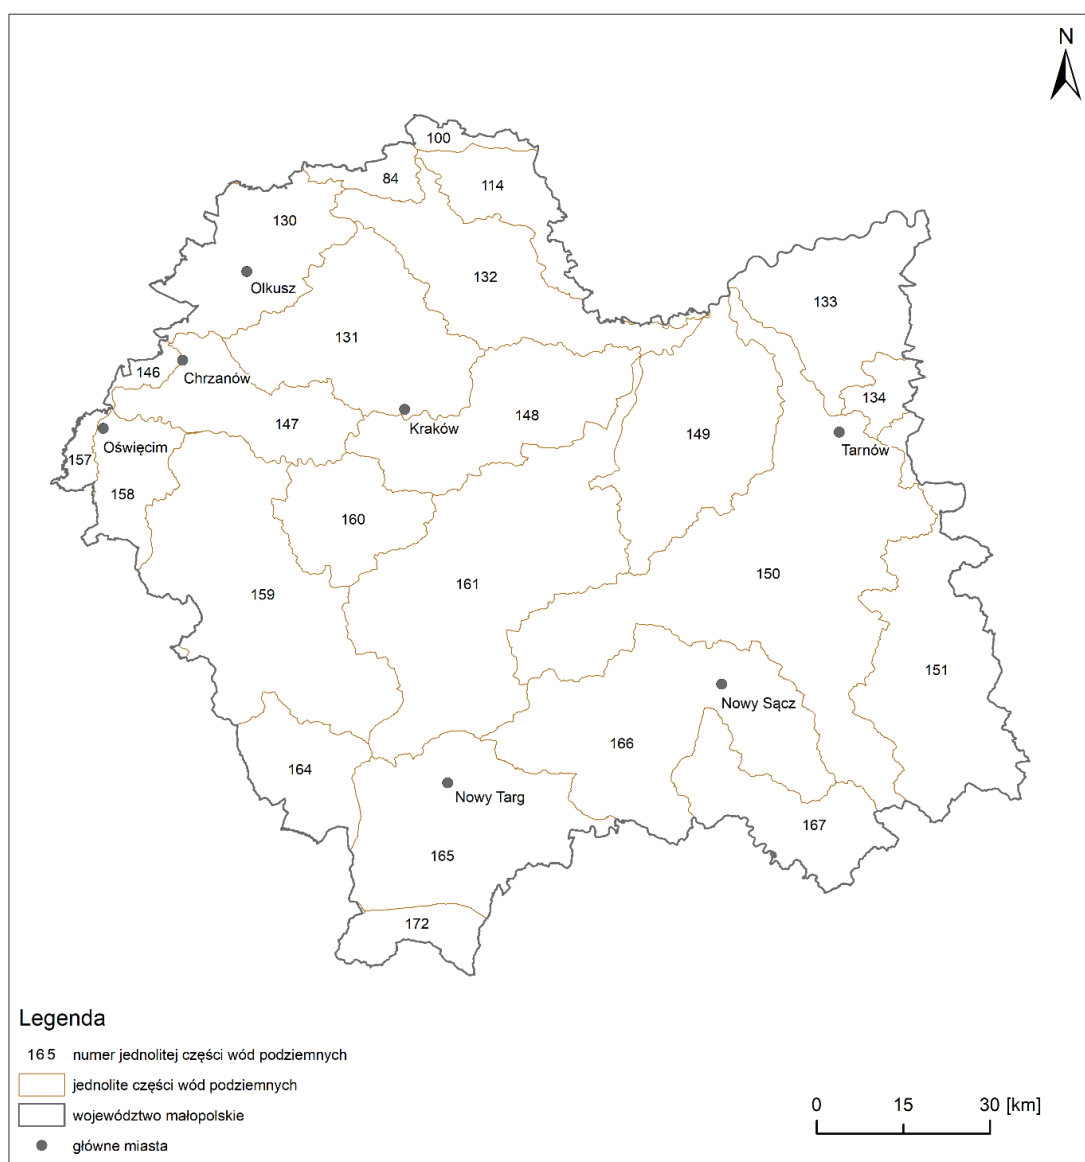 N
100
84
114
130
132
Olkusz
133
131
146
Chrzanów
134
147
148
Kraków
149
Oświęcim
Tarnów
157
158
160
150
161
159
151
Nowy Sącz
166
164
Nowy Targ
167
165
172
Legenda
165 numer jednolitej części wód podziemnych
jednolite części wód podziemnych
województwo małopolskie
główne miasta
0 15 30 [km]